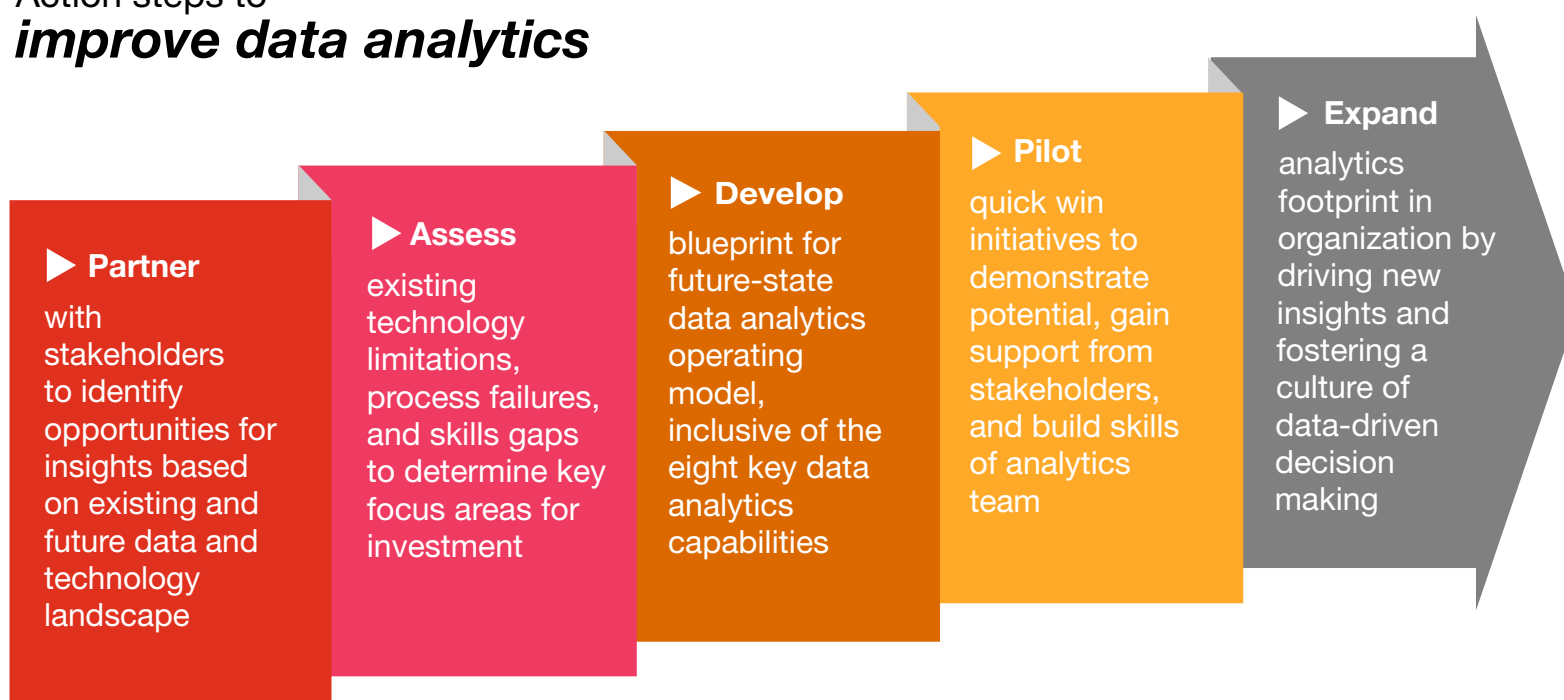 Action steps to
improve data analytics
Partner
with
stakeholders
to identify
opportunities for
insights based
on existing and
future data and
technology
landscape
Assess
existing
technology
limitations,
process failures,
and skills gaps
to determine key
focus areas for
investment
Develop
blueprint for
future-state
data analytics
operating
model,
inclusive of the
eight key data
analytics
capabilities
Pilot
quick win
initiatives to
demonstrate
potential, gain
support from
stakeholders,
and build skills
of analytics
team
Expand
analytics
footprint in
organization by
driving new
insights and
fostering a
culture of
data-driven
decision
making